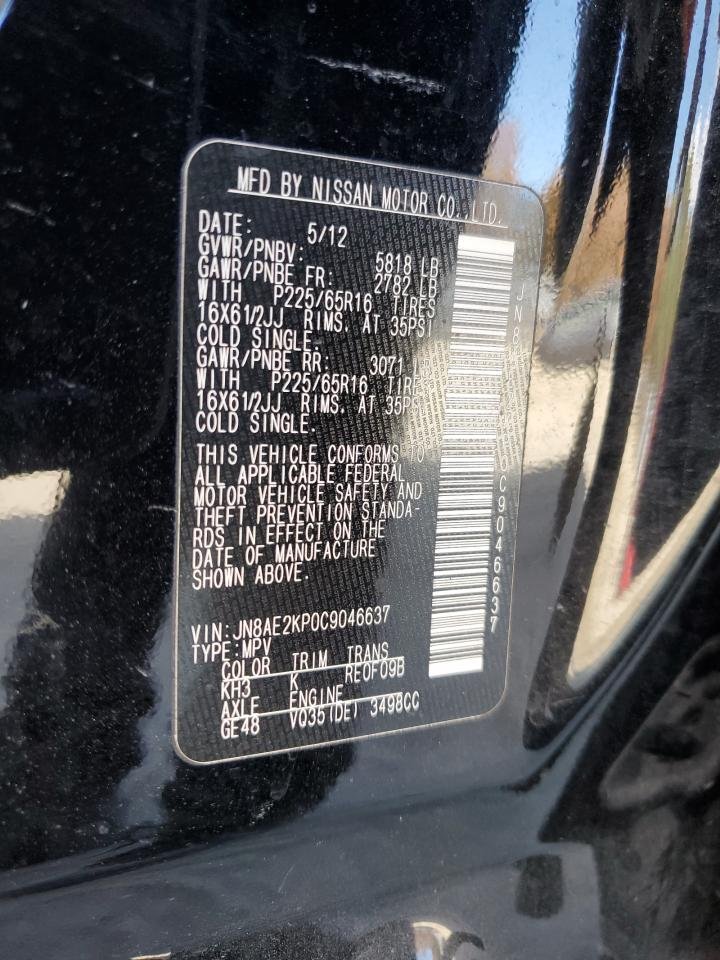 MFD BY NISSAN MOTOR CO.,LTD.
DATE: 5/12
GVWR/PNBV: 5818 LB
GAWR/PNBE FR: 2782 LB
WITH P225/65R16 TIRES
16X61/2JJ RIMS. AT 35PSI
COLD SINGLE.
GAWR/PNBE RR: 3071 LB
WITH P225/65R16 TIRES
16X61/2JJ RIMS. AT 35PSI
COLD SINGLE.
THIS VEHICLE CONFORMS TO
ALL APPLICABLE FEDERAL
MOTOR VEHICLE SAFETY AND
THEFT PREVENTION STANDA-
RDS IN EFFECT ON THE
DATE OF MANUFACTURE
SHOWN ABOVE.
VIN:JN8AE2KP0C9046637
TYPE:MPV
COLOR TRIM TRANS
KH3 K RE0F09B
AXLE ENGINE
GE48 VQ35(DE) 3498CC